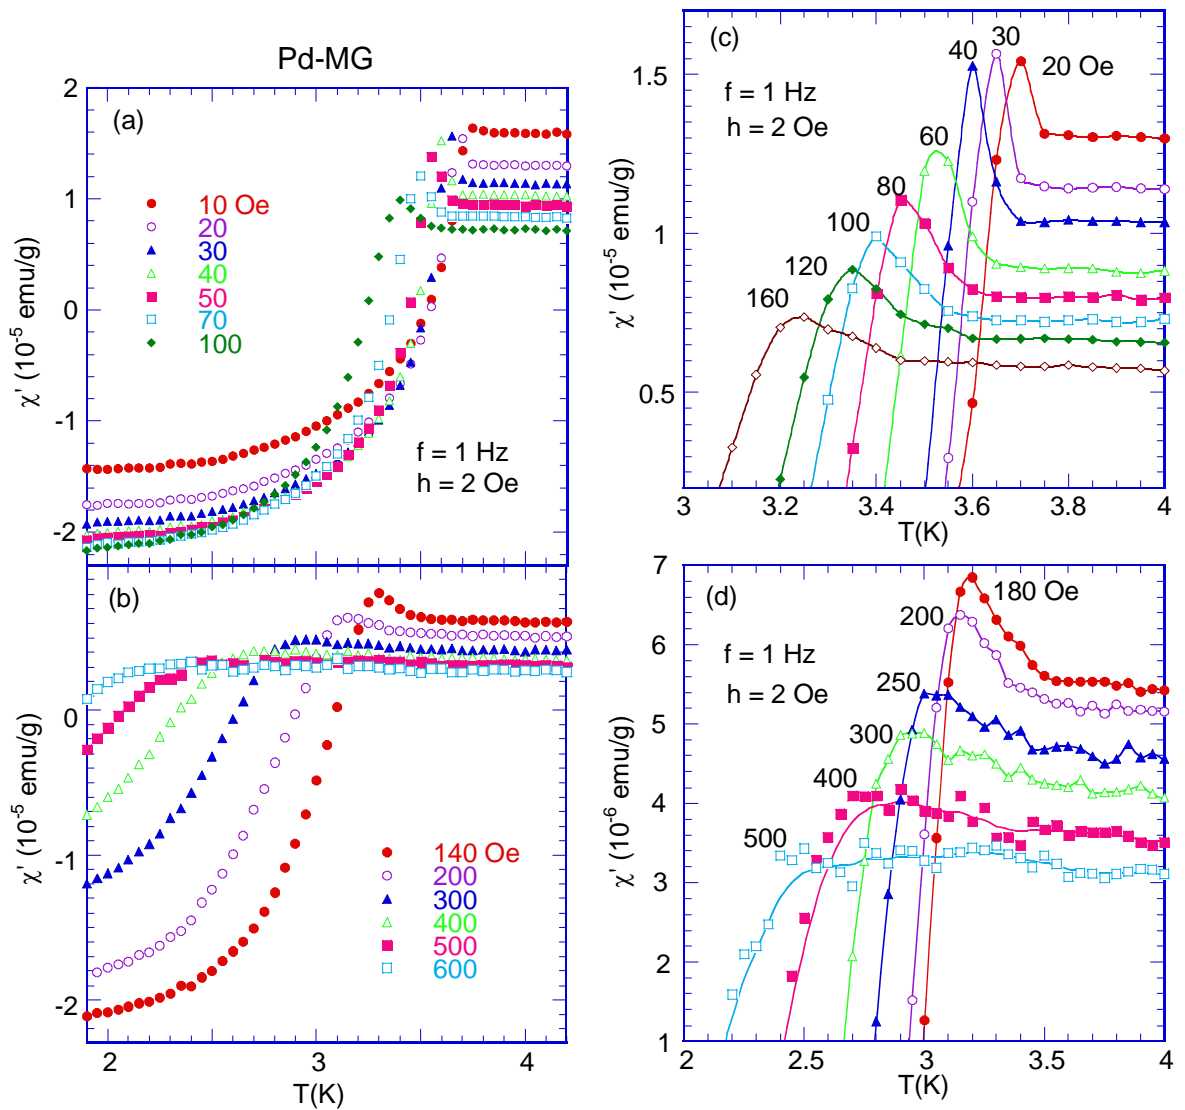 Pd-MG
(a)
2
1
0
-1
-2
χ' (10⁻⁵ emu/g)
10 Oe
20
30
40
50
70
100
f = 1 Hz
h = 2 Oe
(b)
0
-1
-2
χ' (10⁻⁵ emu/g)
140 Oe
200
300
400
500
600
2
3
4
T(K)
(c)
1.5
1
0.5
χ' (10⁻⁵ emu/g)
f = 1 Hz
h = 2 Oe
20 Oe
30
40
60
80
100
120
160
3
3.2
3.4
3.6
3.8
4
T(K)
(d)
7
6
5
4
3
2
1
χ' (10⁻⁶ emu/g)
f = 1 Hz
h = 2 Oe
180 Oe
200
250
300
400
500
2
2.5
3
3.5
4
T(K)